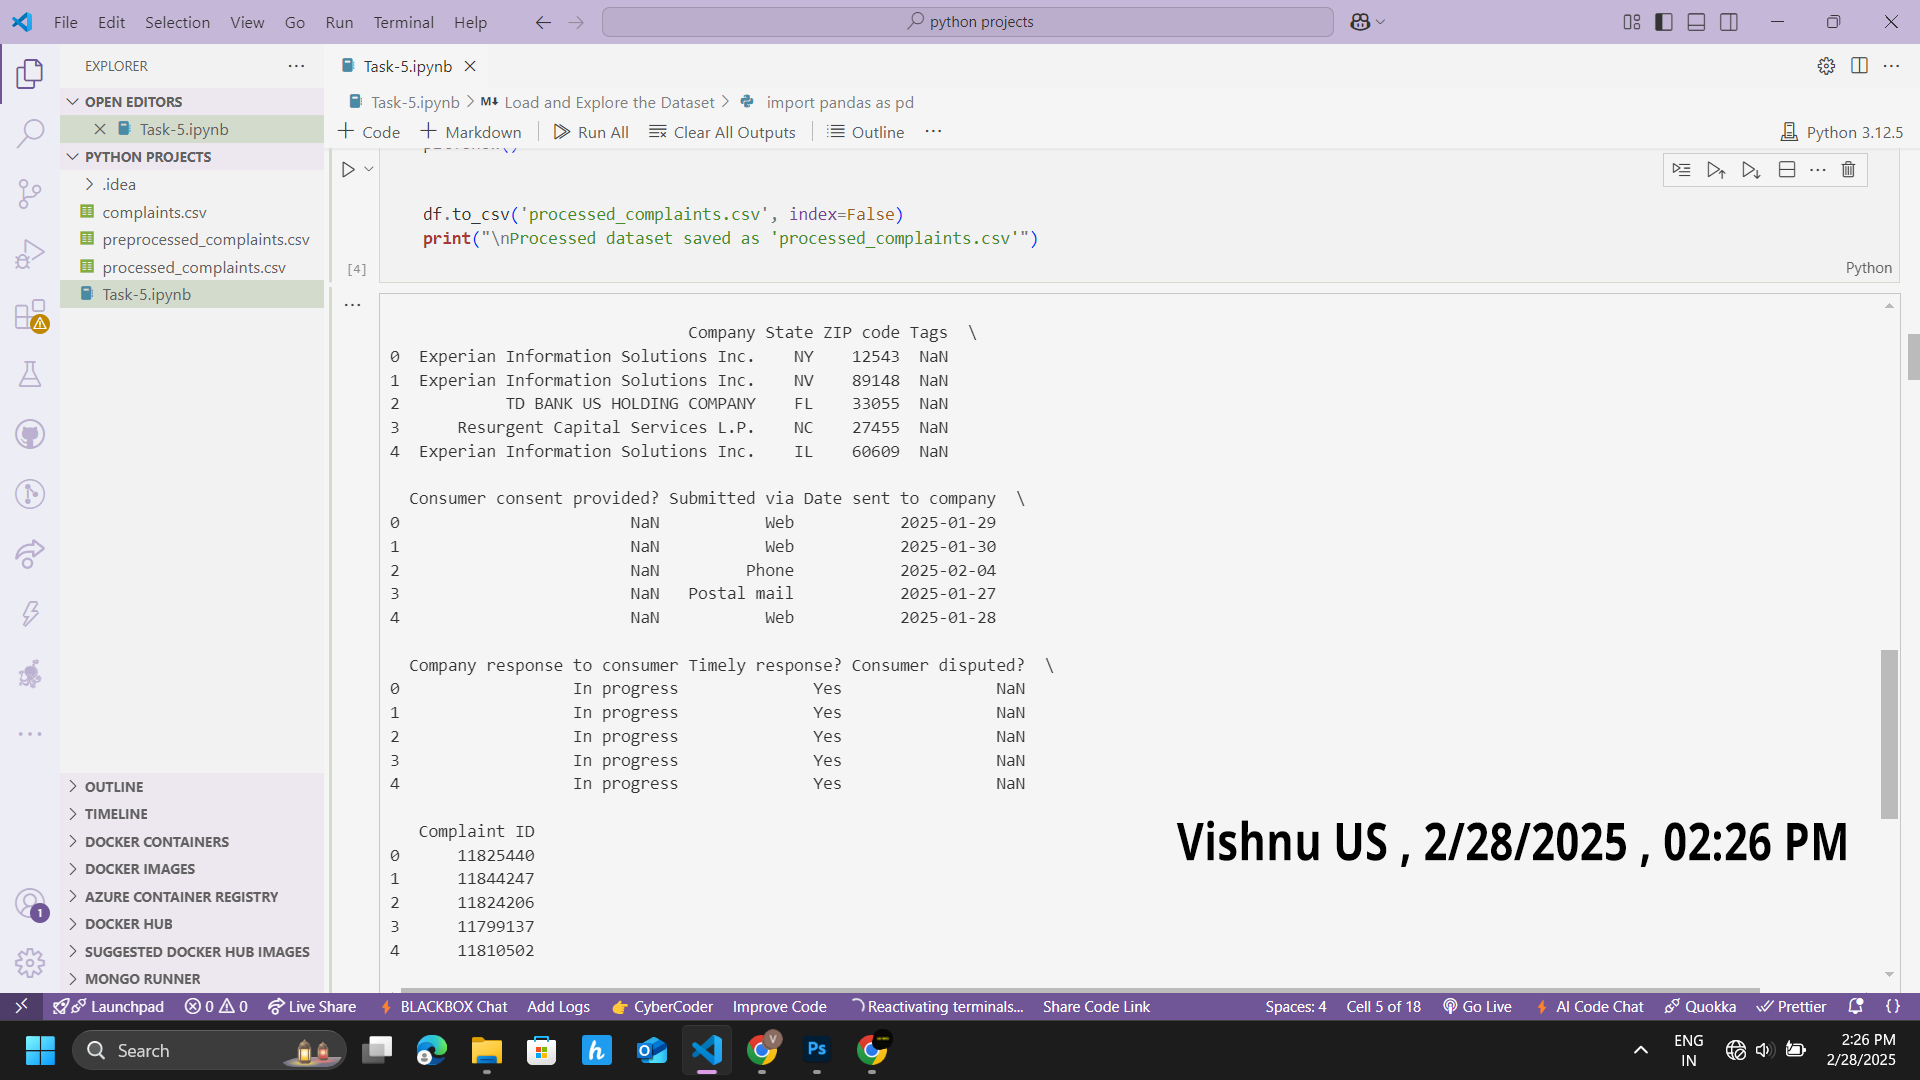 File Edit Selection View Go Run Terminal Help
python projects
EXPLORER
OPEN EDITORS
Task-5.ipynb
PYTHON PROJECTS
.idea
complaints.csv
preprocessed_complaints.csv
processed_complaints.csv
Task-5.ipynb
OUTLINE
TIMELINE
DOCKER CONTAINERS
DOCKER IMAGES
AZURE CONTAINER REGISTRY
DOCKER HUB
SUGGESTED DOCKER HUB IMAGES
MONGO RUNNER
1
Task-5.ipynb
Task-5.ipynb > M↓ Load and Explore the Dataset > import pandas as pd
+ Code + Markdown Run All Clear All Outputs Outline ...
Python 3.12.5
df.to_csv('processed_complaints.csv', index=False)
print("\nProcessed dataset saved as 'processed_complaints.csv'")
[4]
Python
Company State ZIP code Tags \
0 Experian Information Solutions Inc. NY 12543 NaN
1 Experian Information Solutions Inc. NV 89148 NaN
2 TD BANK US HOLDING COMPANY FL 33055 NaN
3 Resurgent Capital Services L.P. NC 27455 NaN
4 Experian Information Solutions Inc. IL 60609 NaN
Consumer consent provided? Submitted via Date sent to company \
0 NaN Web 2025-01-29
1 NaN Web 2025-01-30
2 NaN Phone 2025-02-04
3 NaN Postal mail 2025-01-27
4 NaN Web 2025-01-28
Company response to consumer Timely response? Consumer disputed? \
0 In progress Yes NaN
1 In progress Yes NaN
2 In progress Yes NaN
3 In progress Yes NaN
4 In progress Yes NaN
Complaint ID
0 11825440
1 11844247
2 11824206
3 11799137
4 11810502
Vishnu US , 2/28/2025 , 02:26 PM
Launchpad 0 0 Live Share BLACKBOX Chat Add Logs CyberCoder Improve Code Reactivating terminals... Share Code Link Spaces: 4 Cell 5 of 18 Go Live AI Code Chat Quokka Prettier {}
Search
ENG
IN
2:26 PM
2/28/2025